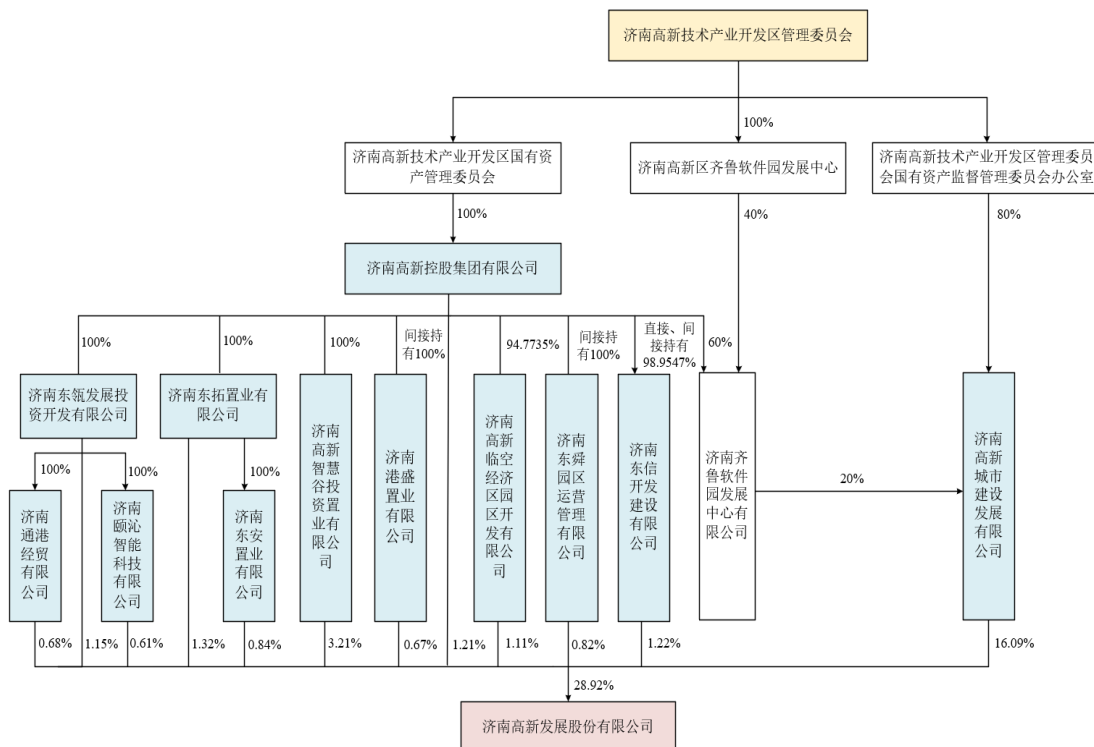 济南高新技术产业开发区管理委员会
100%
济南高新技术产业开发区国有资
产管理委员会
济南高新区齐鲁软件园发展中心
济南高新技术产业开发区管理委员
会国有资产监督管理委员会办公室
100%
40%
80%
济南高新控股集团有限公司
100%
100%
100%
间接持
有100%
94.7735%
间接持
有100%
直接、间
接持有
98.9547%
60%
济南东瓴发展投
资开发有限公司
济南东拓置业有
限公司
济南
高新
智慧
谷投
资置
业有
限公
司
济南
港盛
置业
有限
公司
济南
高新
临空
经济
区园
区开
发有
限公
司
济南
东舜
园区
运营
管理
有限
公司
济南
东信
开发
建设
有限
公司
济南齐
鲁软件
园发展
中心有
限公司
济南
高新
城市
建设
发展
有限
公司
20%
100%
100%
100%
济南
通港
经贸
有限
公司
济南
颐沁
智能
科技
有限
公司
济南
东安
置业
有限
公司
0.68%
1.15%
0.61%
1.32%
0.84%
3.21%
0.67%
1.21%
1.11%
0.82%
1.22%
16.09%
28.92%
济南高新发展股份有限公司